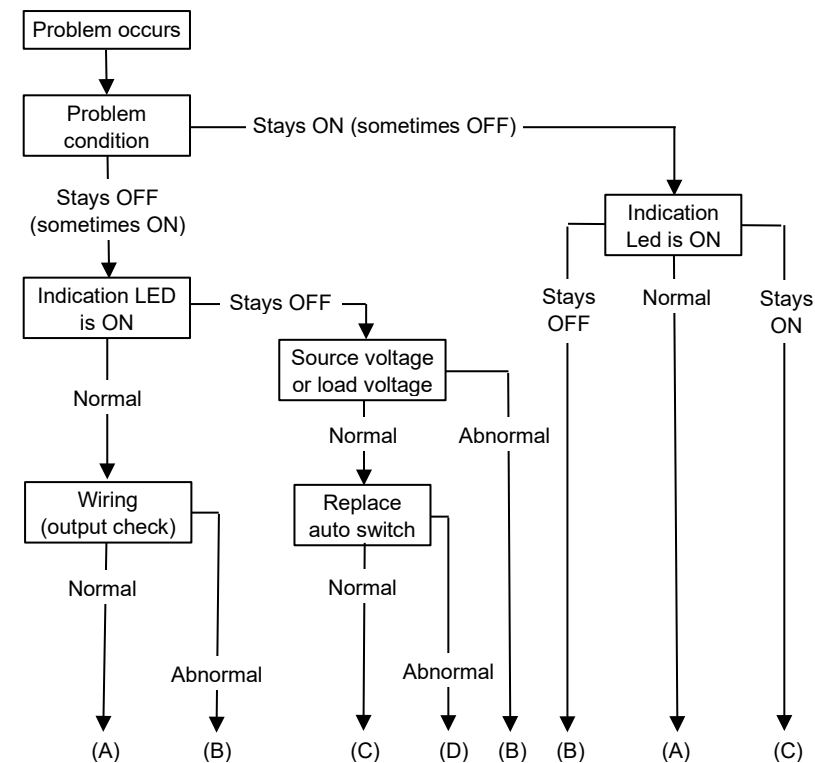 Problem occurs
Problem
condition
Stays ON (sometimes OFF)
Stays OFF
(sometimes ON)
Indication
Led is ON
Indication LED
is ON
Stays OFF
Stays
OFF
Normal
Stays
ON
Source voltage
or load voltage
Normal
Normal
Abnormal
Wiring
(output check)
Replace
auto switch
Normal
Normal
Abnormal
Abnormal
(A)
(B)
(C)
(D)
(B)
(B)
(A)
(C)